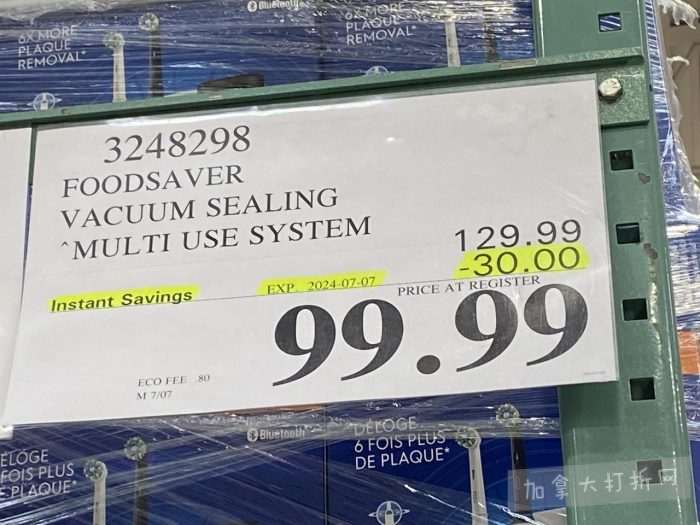 Bluetooth
6X MORE
PLAQUE
REMOVAL*
6X MORE
PLAQUE
REMOVAL*
3248298
FOODSAVER
VACUUM SEALING
^MULTI USE SYSTEM
129.99
-30.00
Instant Savings
EXP. 2024-07-07
PRICE AT REGISTER
99.99
ECO FEE .80
M 7/07
DÉLOGE
6 FOIS PLUS
DE PLAQUE*
Bluetooth
DÉLOGE
6 FOIS PLUS
DE PLAQUE*
加拿大打折网